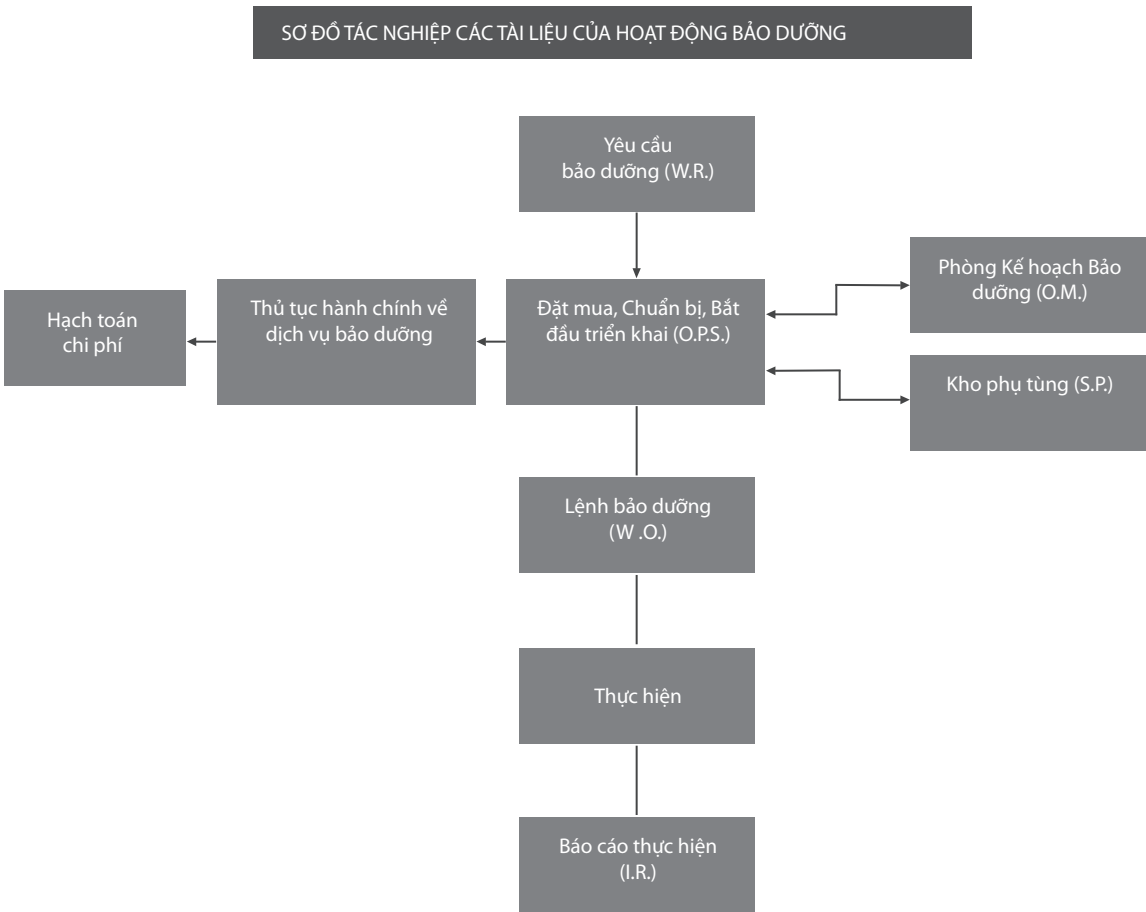 SƠ ĐỒ TÁC NGHIỆP CÁC TÀI LIỆU CỦA HOẠT ĐỘNG BẢO DƯỠNG
Yêu cầu
bảo dưỡng (W.R.)
Phòng Kế hoạch Bảo
dưỡng (O.M.)
Hạch toán
chi phí
Thủ tục hành chính về
dịch vụ bảo dưỡng
Đặt mua, Chuẩn bị, Bắt
đầu triển khai (O.P.S.)
Kho phụ tùng (S.P.)
Lệnh bảo dưỡng
(W .O.)
Thực hiện
Báo cáo thực hiện
(I.R.)